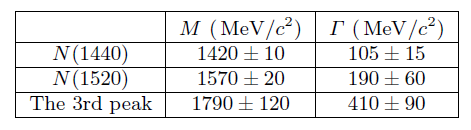 M (MeV/c²) Γ (MeV/c²)
N(1440) 1420 ± 10 105 ± 15
N(1520) 1570 ± 20 190 ± 60
The 3rd peak 1790 ± 120 410 ± 90